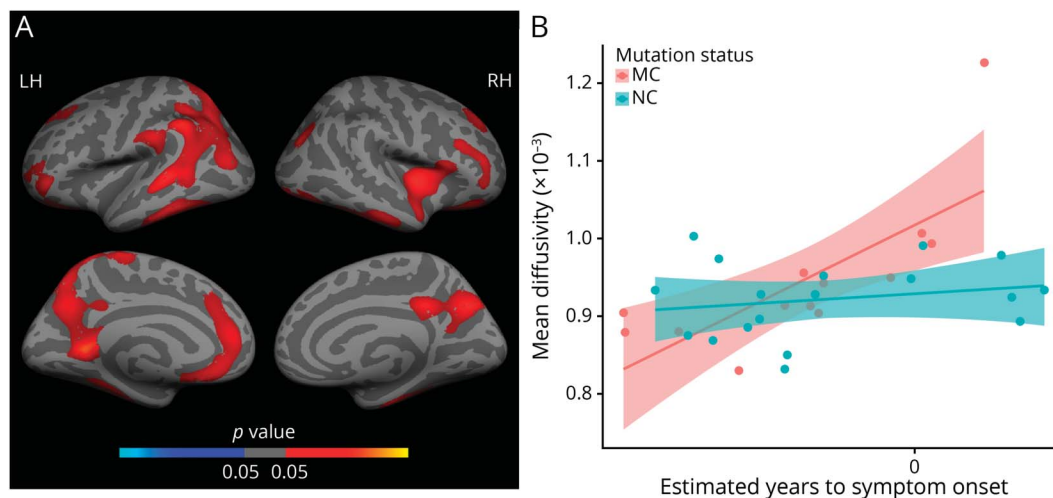 A
LH
RH
p value
0.05 0.05
B
Mutation status
MC
NC
Mean diffusivity (×10⁻³)
1.2
1.1
1.0
0.9
0.8
0
Estimated years to symptom onset